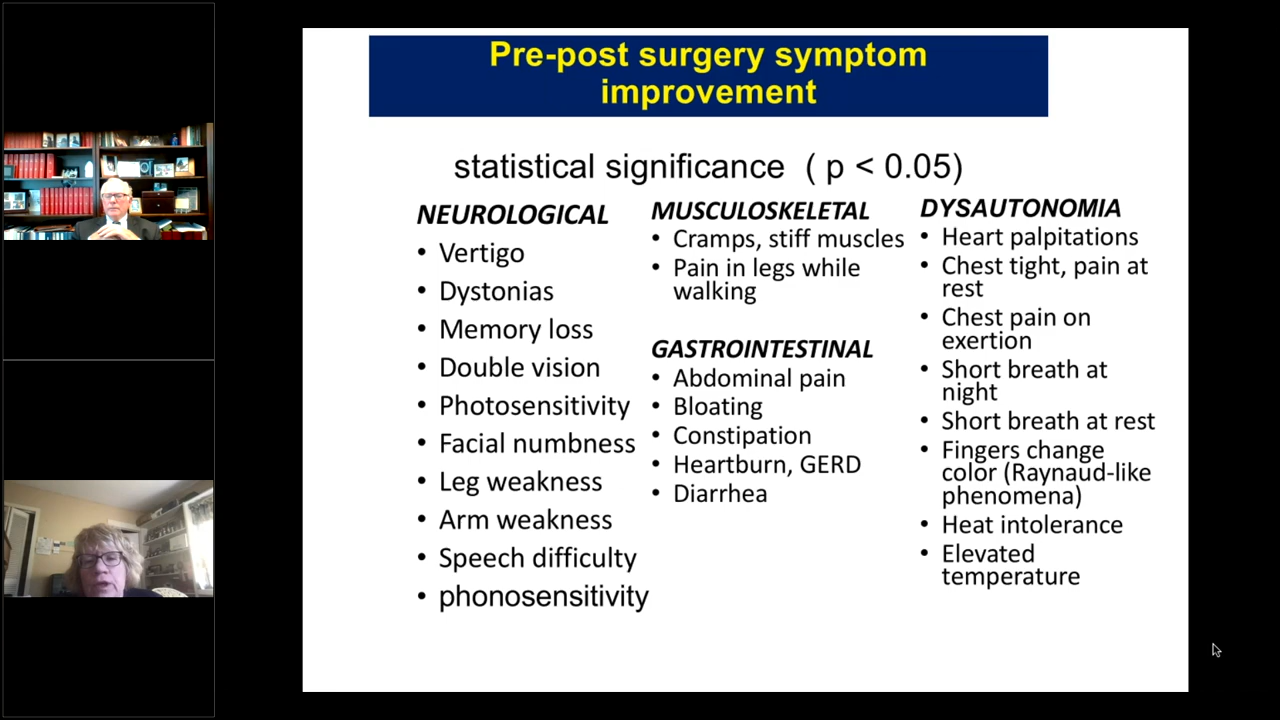 Pre-post surgery symptom
improvement
statistical significance ( p < 0.05)
NEUROLOGICAL
• Vertigo
• Dystonias
• Memory loss
• Double vision
• Photosensitivity
• Facial numbness
• Leg weakness
• Arm weakness
• Speech difficulty
• phonosensitivity
MUSCULOSKELETAL
• Cramps, stiff muscles
• Pain in legs while
walking
GASTROINTESTINAL
• Abdominal pain
• Bloating
• Constipation
• Heartburn, GERD
• Diarrhea
DYSAUTONOMIA
• Heart palpitations
• Chest tight, pain at
rest
• Chest pain on
exertion
• Short breath at
night
• Short breath at rest
• Fingers change
color (Raynaud-like
phenomena)
• Heat intolerance
• Elevated
temperature